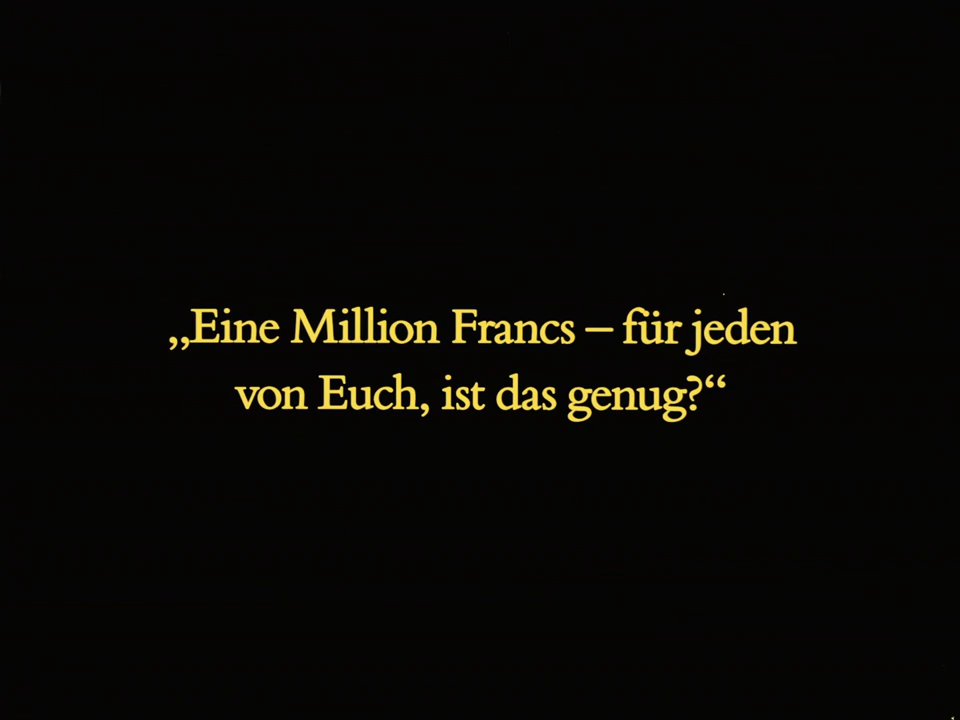 „Eine Million Francs – für jeden
von Euch, ist das genug?“